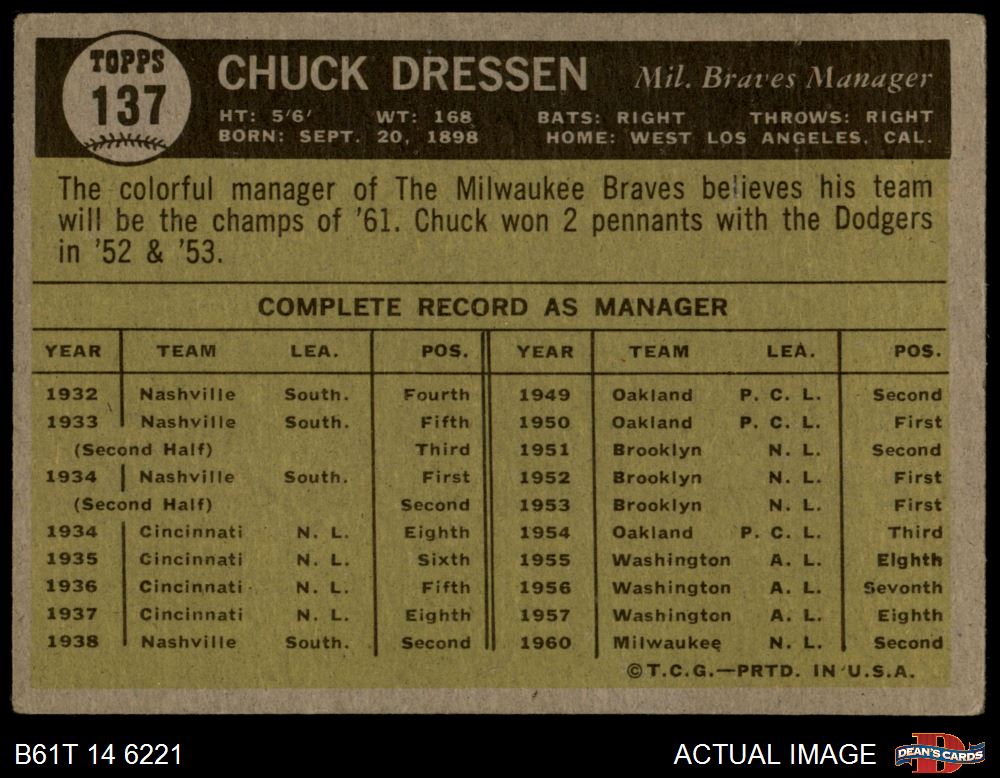 TOPPS
137
CHUCK DRESSEN Mil. Braves Manager
HT: 5'6' WT: 168 BATS: RIGHT THROWS: RIGHT
BORN: SEPT. 20, 1898 HOME: WEST LOS ANGELES, CAL.
The colorful manager of The Milwaukee Braves believes his team
will be the champs of '61. Chuck won 2 pennants with the Dodgers
in '52 & '53.
COMPLETE RECORD AS MANAGER
YEAR TEAM LEA. POS. YEAR TEAM LEA. POS.
1932 Nashville South. Fourth 1949 Oakland P. C. L. Second
1933 Nashville South. Fifth 1950 Oakland P. C. L. First
(Second Half) Third 1951 Brooklyn N. L. Second
1934 Nashville South. First 1952 Brooklyn N. L. First
(Second Half) Second 1953 Brooklyn N. L. First
1934 Cincinnati N. L. Eighth 1954 Oakland P. C. L. Third
1935 Cincinnati N. L. Sixth 1955 Washington A. L. Eighth
1936 Cincinnati N. L. Fifth 1956 Washington A. L. Sevonth
1937 Cincinnati N. L. Eighth 1957 Washington A. L. Eighth
1938 Nashville South. Second 1960 Milwaukee N. L. Second
©T.C.G.—PRTD. IN U.S.A.
B61T 14 6221 ACTUAL IMAGE DEAN'S CARDS